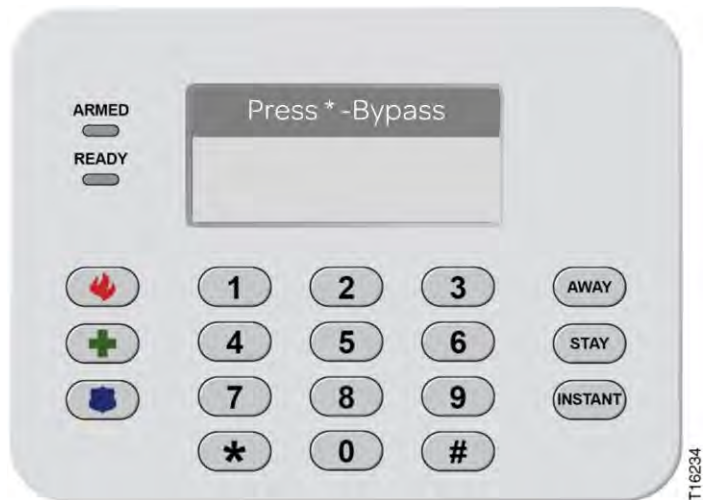 ARMED
READY
Press * -Bypass
1 2 3 AWAY
4 5 6 STAY
7 8 9 INSTANT
* 0 #
T16234